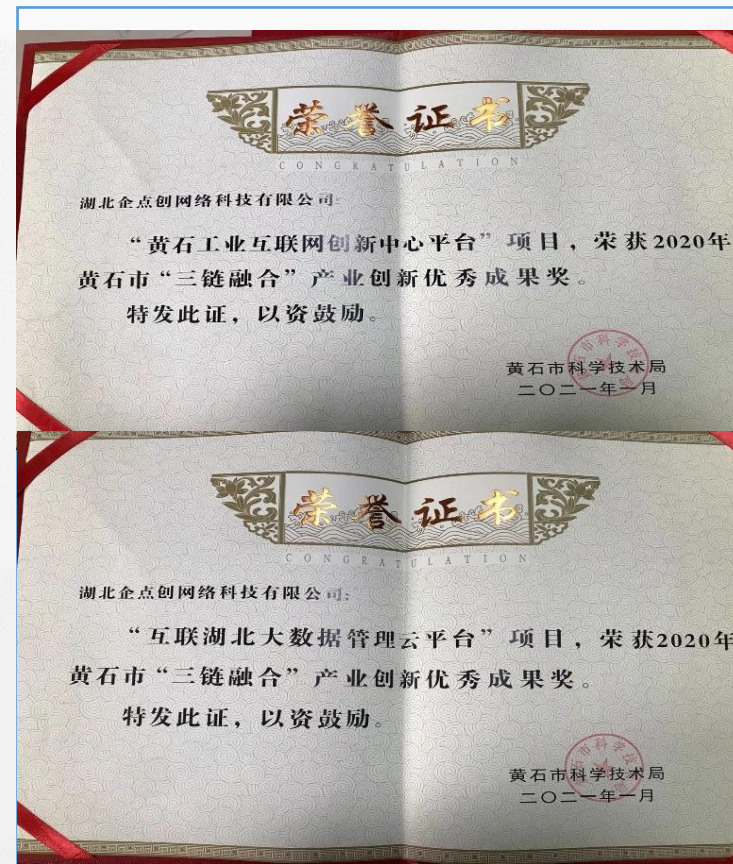 荣誉证书
CONGRATULATION
湖北企点创网络科技有限公司：
“黄石工业互联网创新中心平台”项目，荣获2020年
黄石市“三链融合”产业创新优秀成果奖。
特发此证，以资鼓励。
黄石市科学技术局
二〇二一年一月
荣誉证书
CONGRATULATION
湖北企点创网络科技有限公司：
“互联湖北大数据管理云平台”项目，荣获2020年
黄石市“三链融合”产业创新优秀成果奖。
特发此证，以资鼓励。
黄石市科学技术局
二〇二一年一月